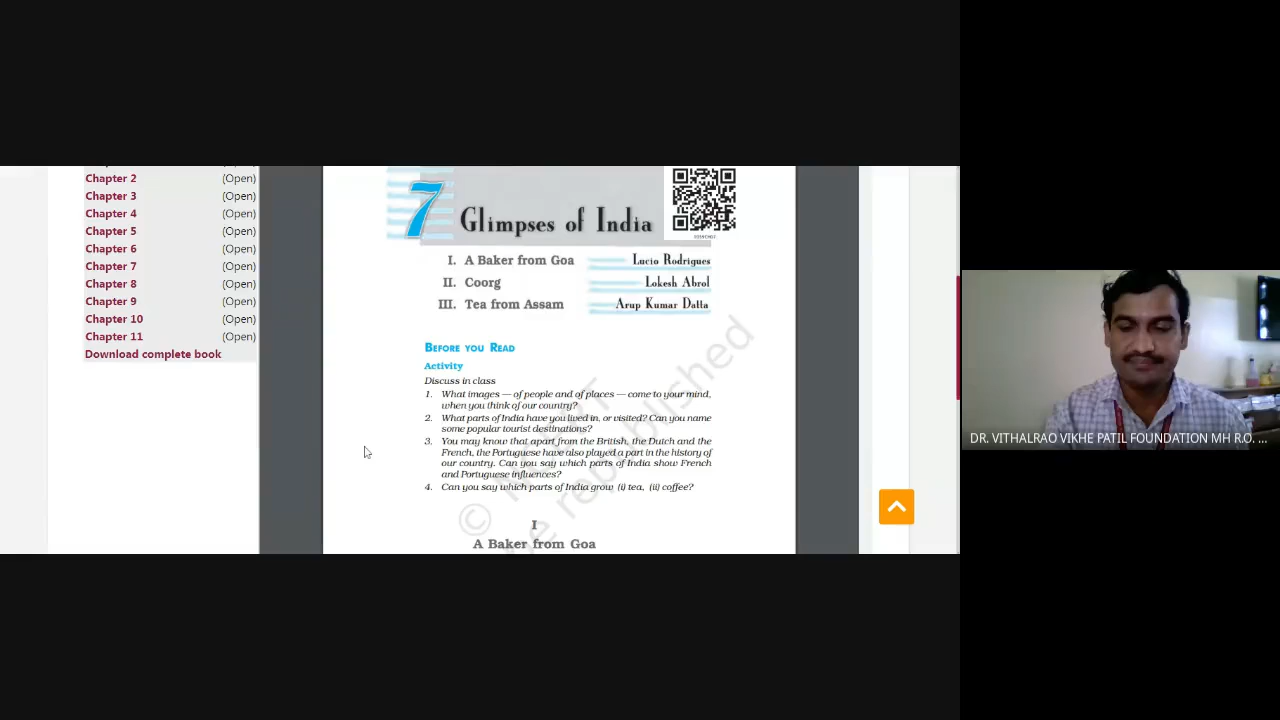 Chapter 2 (Open)
Chapter 3 (Open)
Chapter 4 (Open)
Chapter 5 (Open)
Chapter 6 (Open)
Chapter 7 (Open)
Chapter 8 (Open)
Chapter 9 (Open)
Chapter 10 (Open)
Chapter 11 (Open)
Download complete book
7 Glimpses of India
I. A Baker from Goa Lucio Rodrigues
II. Coorg Lokesh Abrol
III. Tea from Assam Arup Kumar Datta
BEFORE YOU READ
Activity
Discuss in class
1. What images — of people and of places — come to your mind,
when you think of our country?
2. What parts of India have you lived in, or visited? Can you name
some popular tourist destinations?
3. You may know that apart from the British, the Dutch and the
French, the Portuguese have also played a part in the history of
our country. Can you say which parts of India show French
and Portuguese influences?
4. Can you say which parts of India grow (i) tea, (ii) coffee?
I
A Baker from Goa
©
republished
DR. VITHALRAO VIKHE PATIL FOUNDATION MH R.O. ...